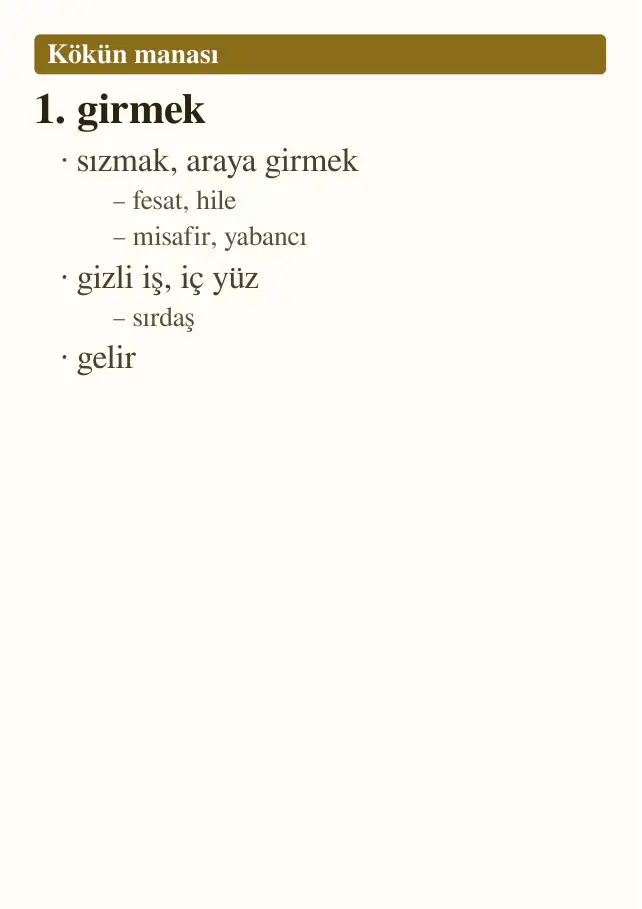 Kökün manası
1. girmek
· sızmak, araya girmek
– fesat, hile
– misafir, yabancı
· gizli iş, iç yüz
– sırdaş
· gelir